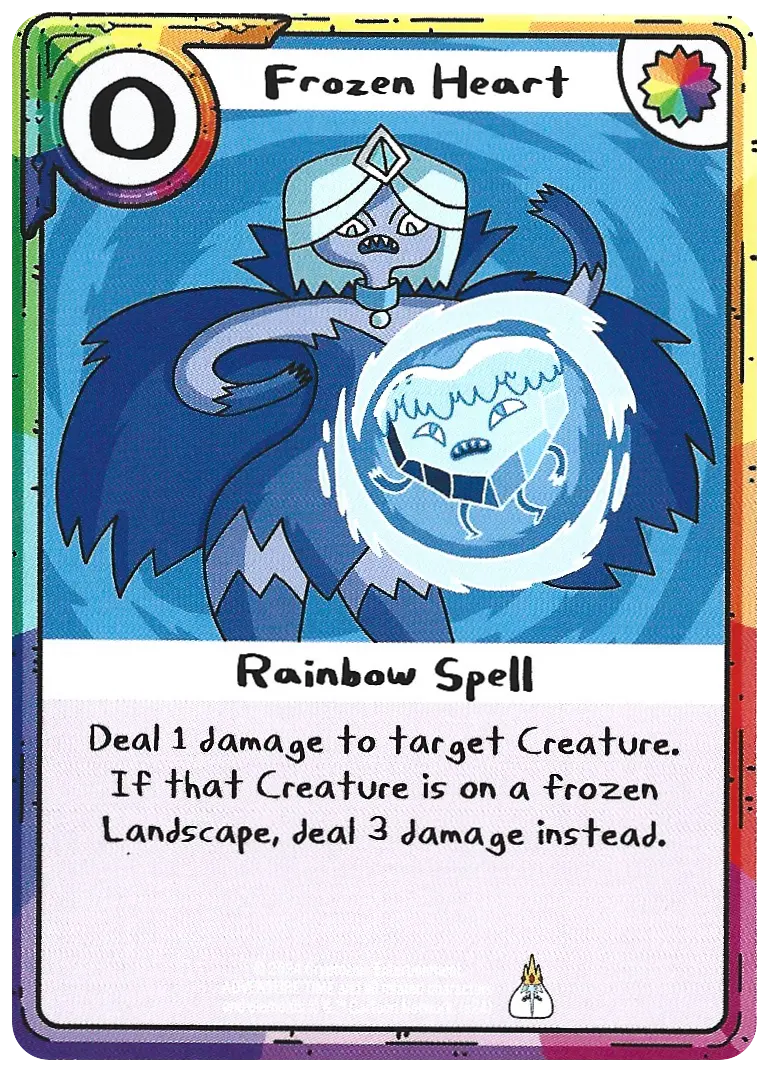 0
Frozen Heart
Rainbow Spell
Deal 1 damage to target Creature.
If that Creature is on a frozen
Landscape, deal 3 damage instead.